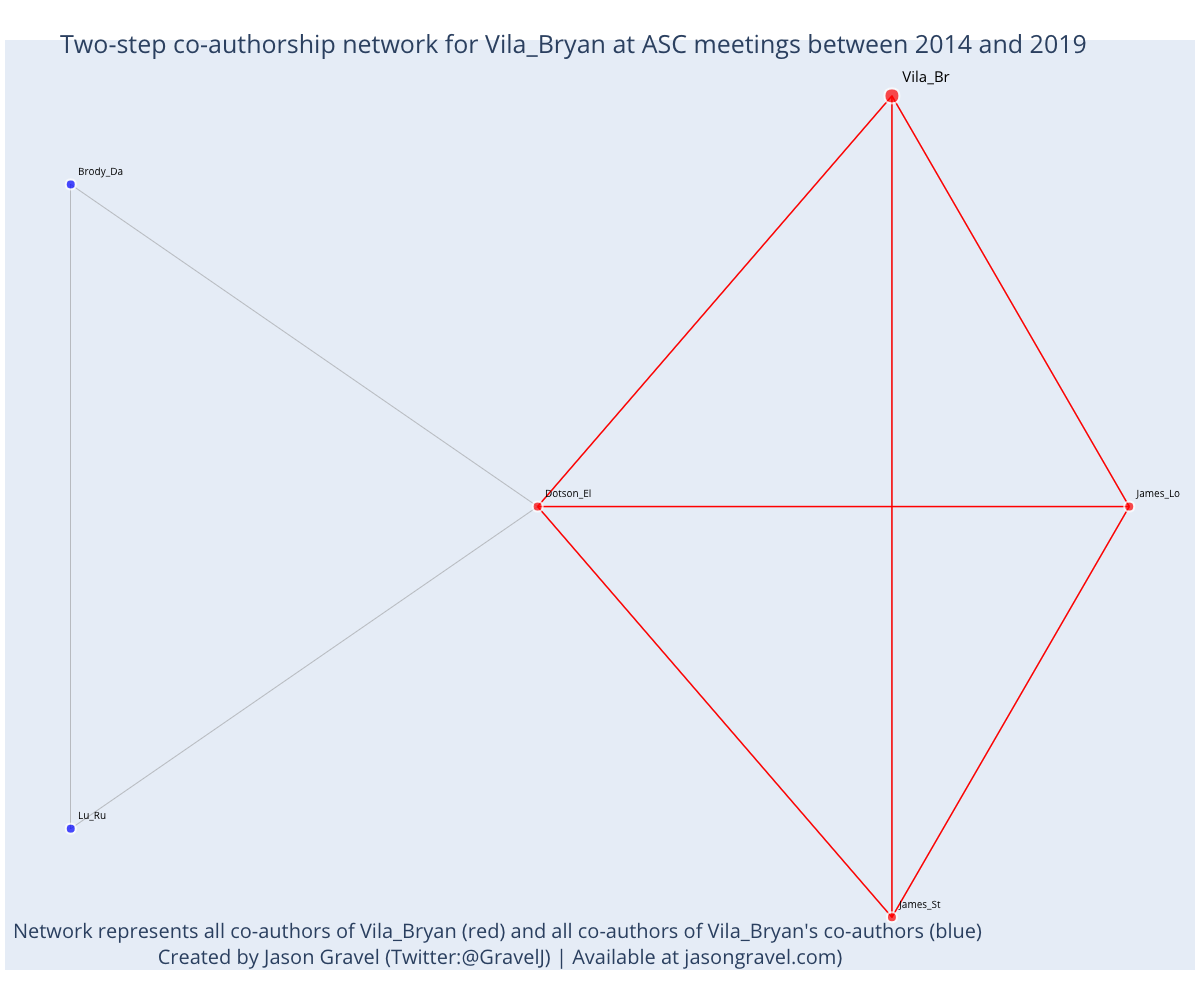 Two-step co-authorship network for Vila_Bryan at ASC meetings between 2014 and 2019
Vila_Br
Brody_Da
Dotson_El
James_Lo
Lu_Ru
James_St
Network represents all co-authors of Vila_Bryan (red) and all co-authors of Vila_Bryan's co-authors (blue)
Created by Jason Gravel (Twitter:@GravelJ) | Available at jasongravel.com)